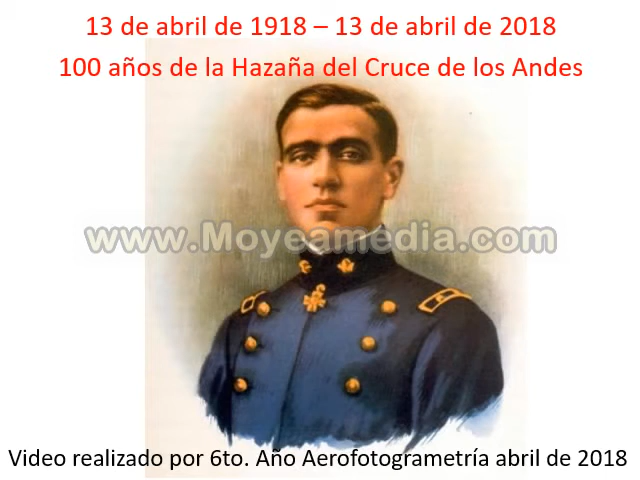 13 de abril de 1918 – 13 de abril de 2018
100 años de la Hazaña del Cruce de los Andes
www.Moyeamedia.com
Video realizado por 6to. Año Aerofotogrametría abril de 2018